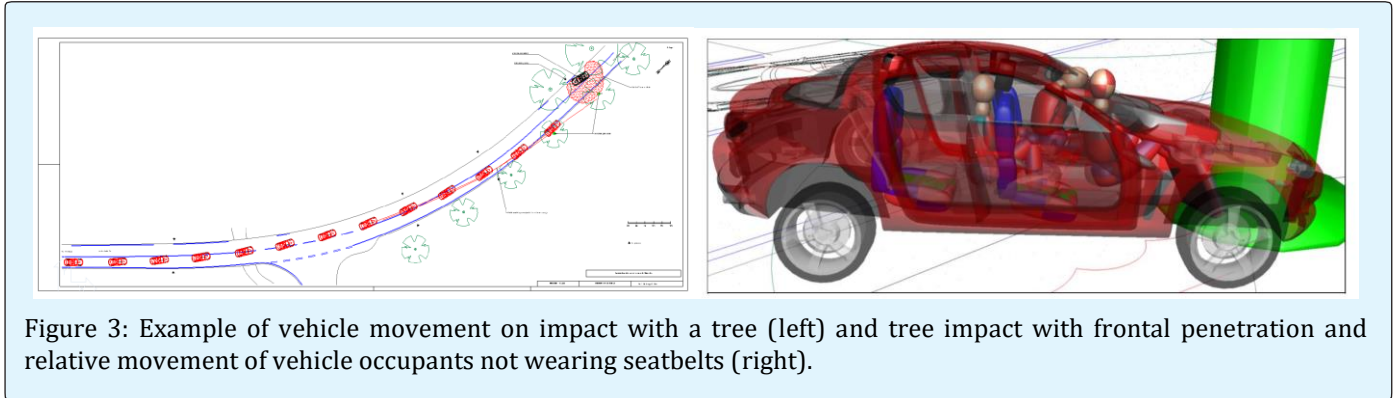 Figure 3: Example of vehicle movement on impact with a tree (left) and tree impact with frontal penetration and
relative movement of vehicle occupants not wearing seatbelts (right).